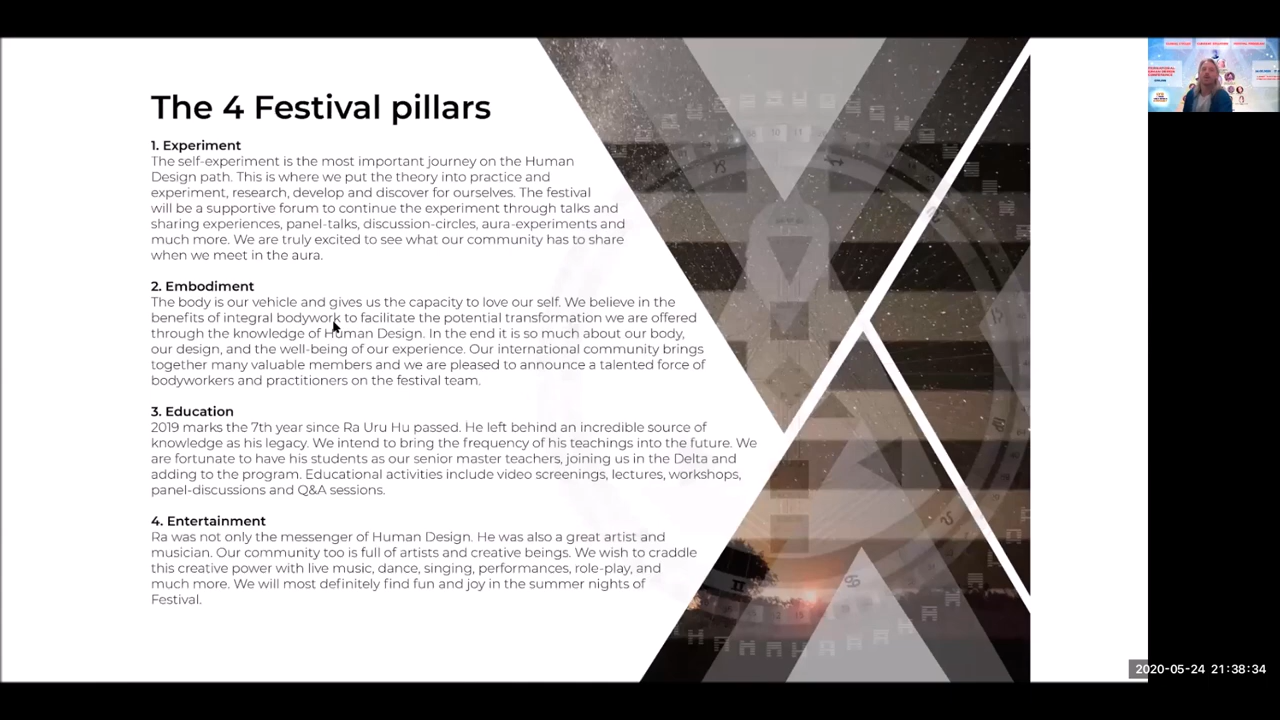 The 4 Festival pillars
1. Experiment
The self-experiment is the most important journey on the Human
Design path. This is where we put the theory into practice and
experiment, research, develop and discover for ourselves. The festival
will be a supportive forum to continue the experiment through talks and
sharing experiences, panel-talks, discussion-circles, aura-experiments and
much more. We are truly excited to see what our community has to share
when we meet in the aura.
2. Embodiment
The body is our vehicle and gives us the capacity to love our self. We believe in the
benefits of integral bodywork to facilitate the potential transformation we are offered
through the knowledge of Human Design. In the end it is so much about our body,
our design, and the well-being of our experience. Our international community brings
together many valuable members and we are pleased to announce a talented force of
bodyworkers and practitioners on the festival team.
3. Education
2019 marks the 7th year since Ra Uru Hu passed. He left behind an incredible source of
knowledge as his legacy. We intend to bring the frequency of his teachings into the future. We
are fortunate to have his students as our senior master teachers, joining us in the Delta and
adding to the program. Educational activities include video screenings, lectures, workshops,
panel-discussions and Q&A sessions.
4. Entertainment
Ra was not only the messenger of Human Design. He was also a great artist and
musician. Our community too is full of artists and creative beings. We wish to craddle
this creative power with live music, dance, singing, performances, role-play, and
much more. We will most definitely find fun and joy in the summer nights of
Festival.
10 11
2020-05-24 21:38:34